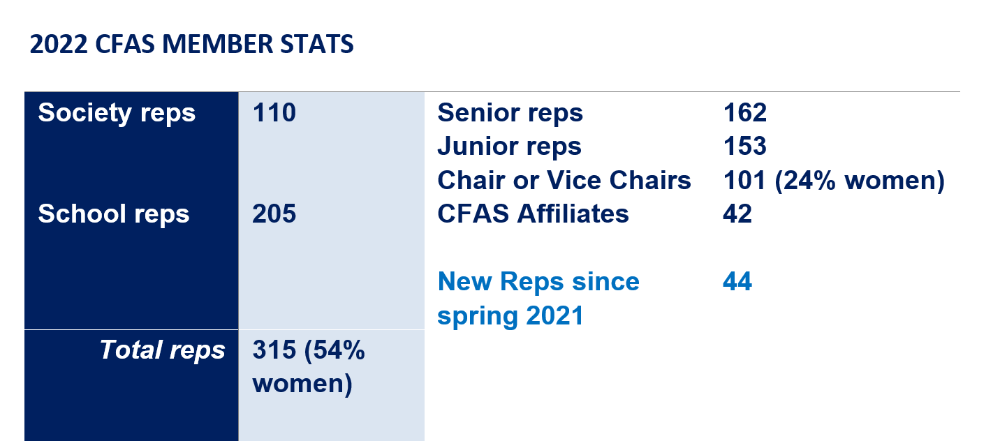 2022 CFAS MEMBER STATS
Society reps 110 Senior reps 162
Junior reps 153
Chair or Vice Chairs 101 (24% women)
School reps 205 CFAS Affiliates 42
New Reps since 44
spring 2021
Total reps 315 (54%
women)